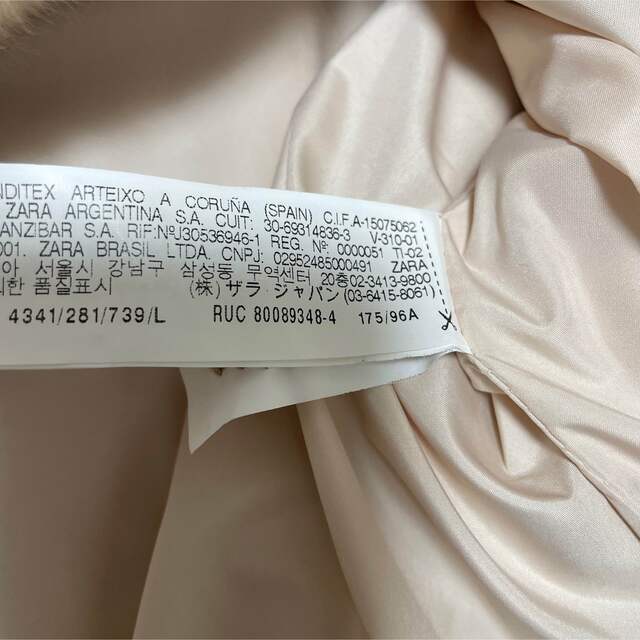 NDITEX ARTEIXO A CORUÑA (SPAIN) C.I.F. A-15075062
ZARA ARGENTINA S.A. CUIT: 30-69314836-3 V-310-01
ANZIBAR S.A. RIF: NºJ30536946-1 REG. Nº 0000051 TI-02
001. ZARA BRASIL LTDA. CNPJ: 02952485000491 ZARA
아 서울시 강남구 삼성동 무역센터 20층02-3413-9800
의한 품질표시 (株) ザラ ジャパン (03-6415-8061)
4341/281/739/L RUC 80089348-4 175/96A